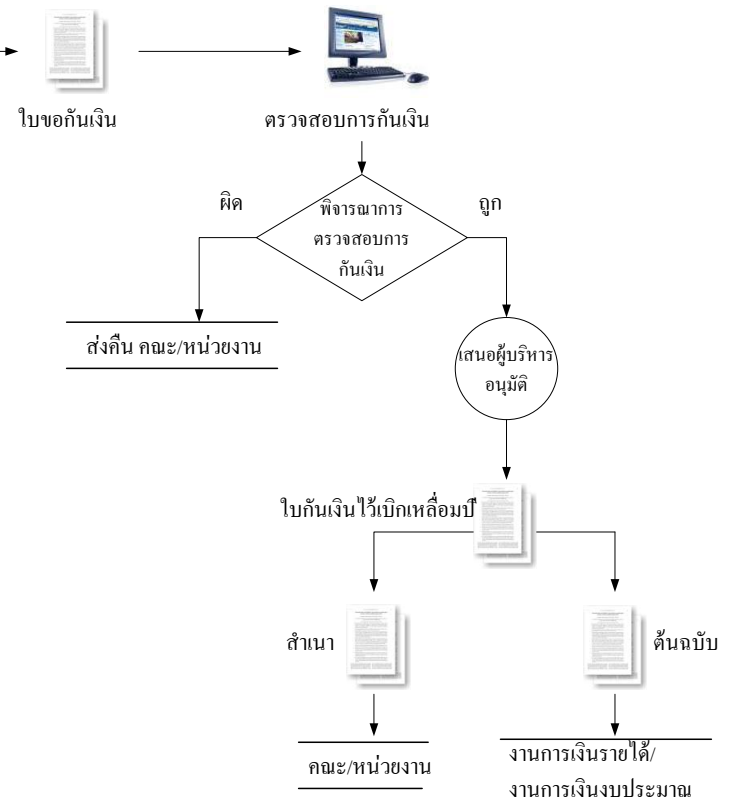 ใบขอกันเงิน
ตรวจสอบการกันเงิน
พิจารณาการ
ตรวจสอบการ
กันเงิน
ผิด
ถูก
ส่งคืน คณะ/หน่วยงาน
เสนอผู้บริหาร
อนุมัติ
ใบกันเงินไว้เบิกเหลื่อมปี
สำเนา
ต้นฉบับ
คณะ/หน่วยงาน
งานการเงินรายได้/
งานการเงินงบประมาณ